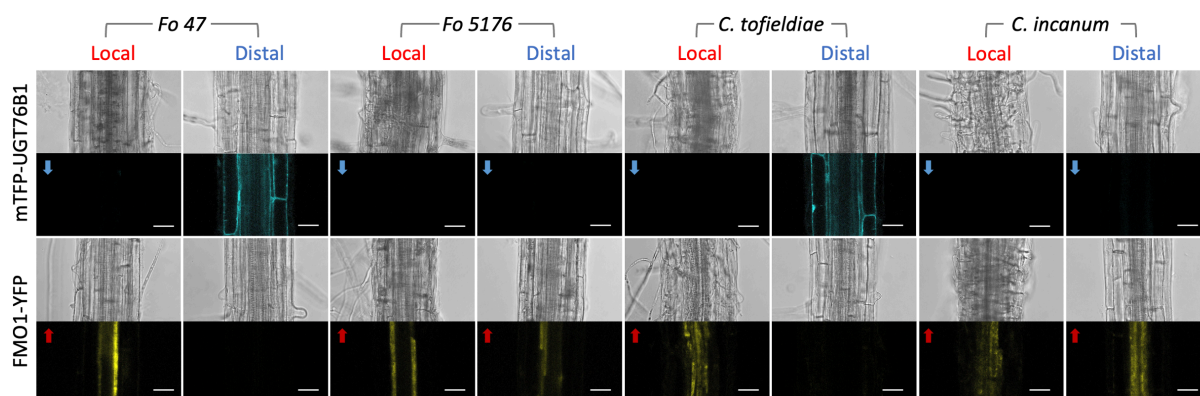 Fo 47 Fo 5176 C. tofieldiae C. incanum
Local Distal Local Distal Local Distal Local Distal
mTFP-UGT76B1
FMO1-YFP